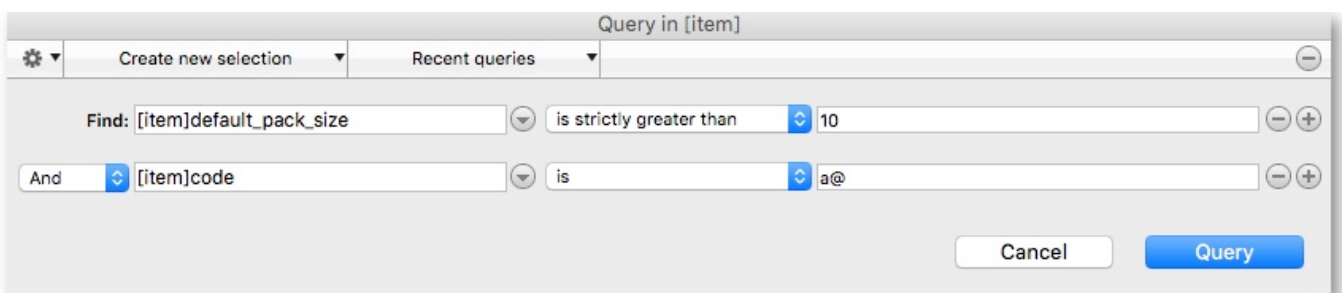 Query in [item]
Create new selection Recent queries
Find: [item]default_pack_size is strictly greater than 10
And [item]code is a@
Cancel Query